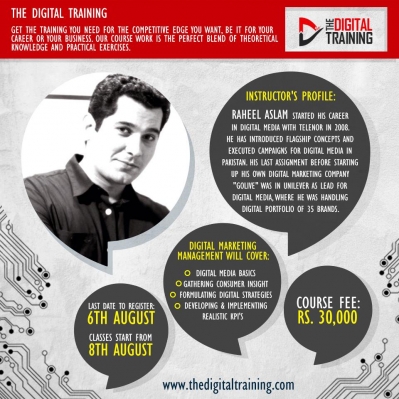 THE DIGITAL TRAINING
GET THE TRAINING YOU NEED FOR THE COMPETITIVE EDGE YOU WANT, BE IT FOR YOUR
CAREER OR YOUR BUSINESS. OUR COURSE WORK IS THE PERFECT BLEND OF THEORETICAL
KNOWLEDGE AND PRACTICAL EXERCISES.
THE DIGITAL
TRAINING
INSTRUCTOR'S PROFILE:
RAHEEL ASLAM STARTED HIS CAREER
IN DIGITAL MEDIA WITH TELENOR IN 2008.
HE HAS INTRODUCED FLAGSHIP CONCEPTS AND
EXECUTED CAMPAIGNS FOR DIGITAL MEDIA IN
PAKISTAN. HIS LAST ASSIGNMENT BEFORE STARTING
UP HIS OWN DIGITAL MARKETING COMPANY
"GOLIVE" WAS IN UNILEVER AS LEAD FOR
DIGITAL MEDIA, WHERE HE WAS HANDLING
DIGITAL PORTFOLIO OF 35 BRANDS.
DIGITAL MARKETING
MANAGEMENT WILL COVER:
DIGITAL MEDIA BASICS
GATHERING CONSUMER INSIGHT
FORMULATING DIGITAL STRATEGIES
DEVELOPING & IMPLEMENTING
REALISTIC KPI'S
LAST DATE TO REGISTER:
6TH AUGUST
CLASSES START FROM
8TH AUGUST
COURSE FEE:
RS. 30,000
www.thedigitaltraining.com